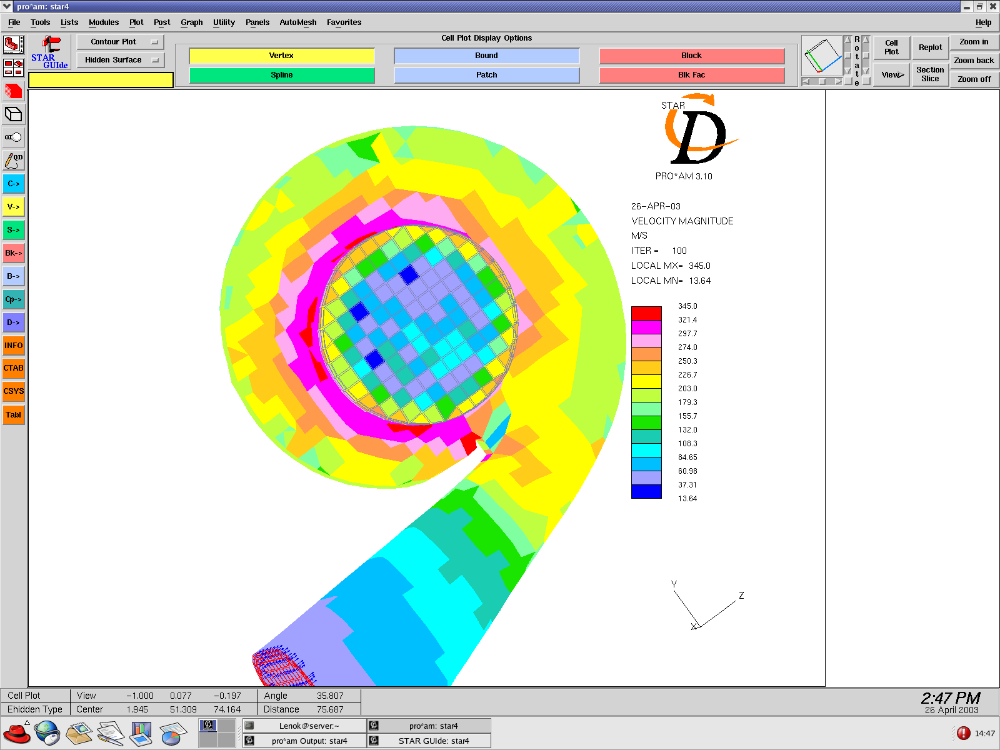 pro*am: star4
File Tools Lists Modules Plot Post Graph Utility Panels AutoMesh Favorites Help
STAR
GUIde
Contour Plot
Hidden Surface
Cell Plot Display Options
Vertex Bound Block
Spline Patch Blk Fac
Rotate
Cell
Plot
Replot
Zoom in
Zoom back
View>
Section
Slice
Zoom off
QD
C->
V->
S->
Bk->
B->
Cp->
D->
INFO
CTAB
CSYS
Tabl
STAR
D
PRO*AM 3.10
26-APR-03
VELOCITY MAGNITUDE
M/S
ITER = 100
LOCAL MX= 345.0
LOCAL MN= 13.64
345.0
321.4
297.7
274.0
250.3
226.7
203.0
179.3
155.7
132.0
108.3
84.65
60.98
37.31
13.64
Y
Z
X
Cell Plot View -1.000 0.077 -0.197 Angle 35.807
Ehidden Type Center 1.945 51.309 74.164 Distance 75.687
2:47 PM
26 April 2003
Lenok@server:~ pro*am: star4
pro*am Output: star4 STAR GUIde: star4
14:47